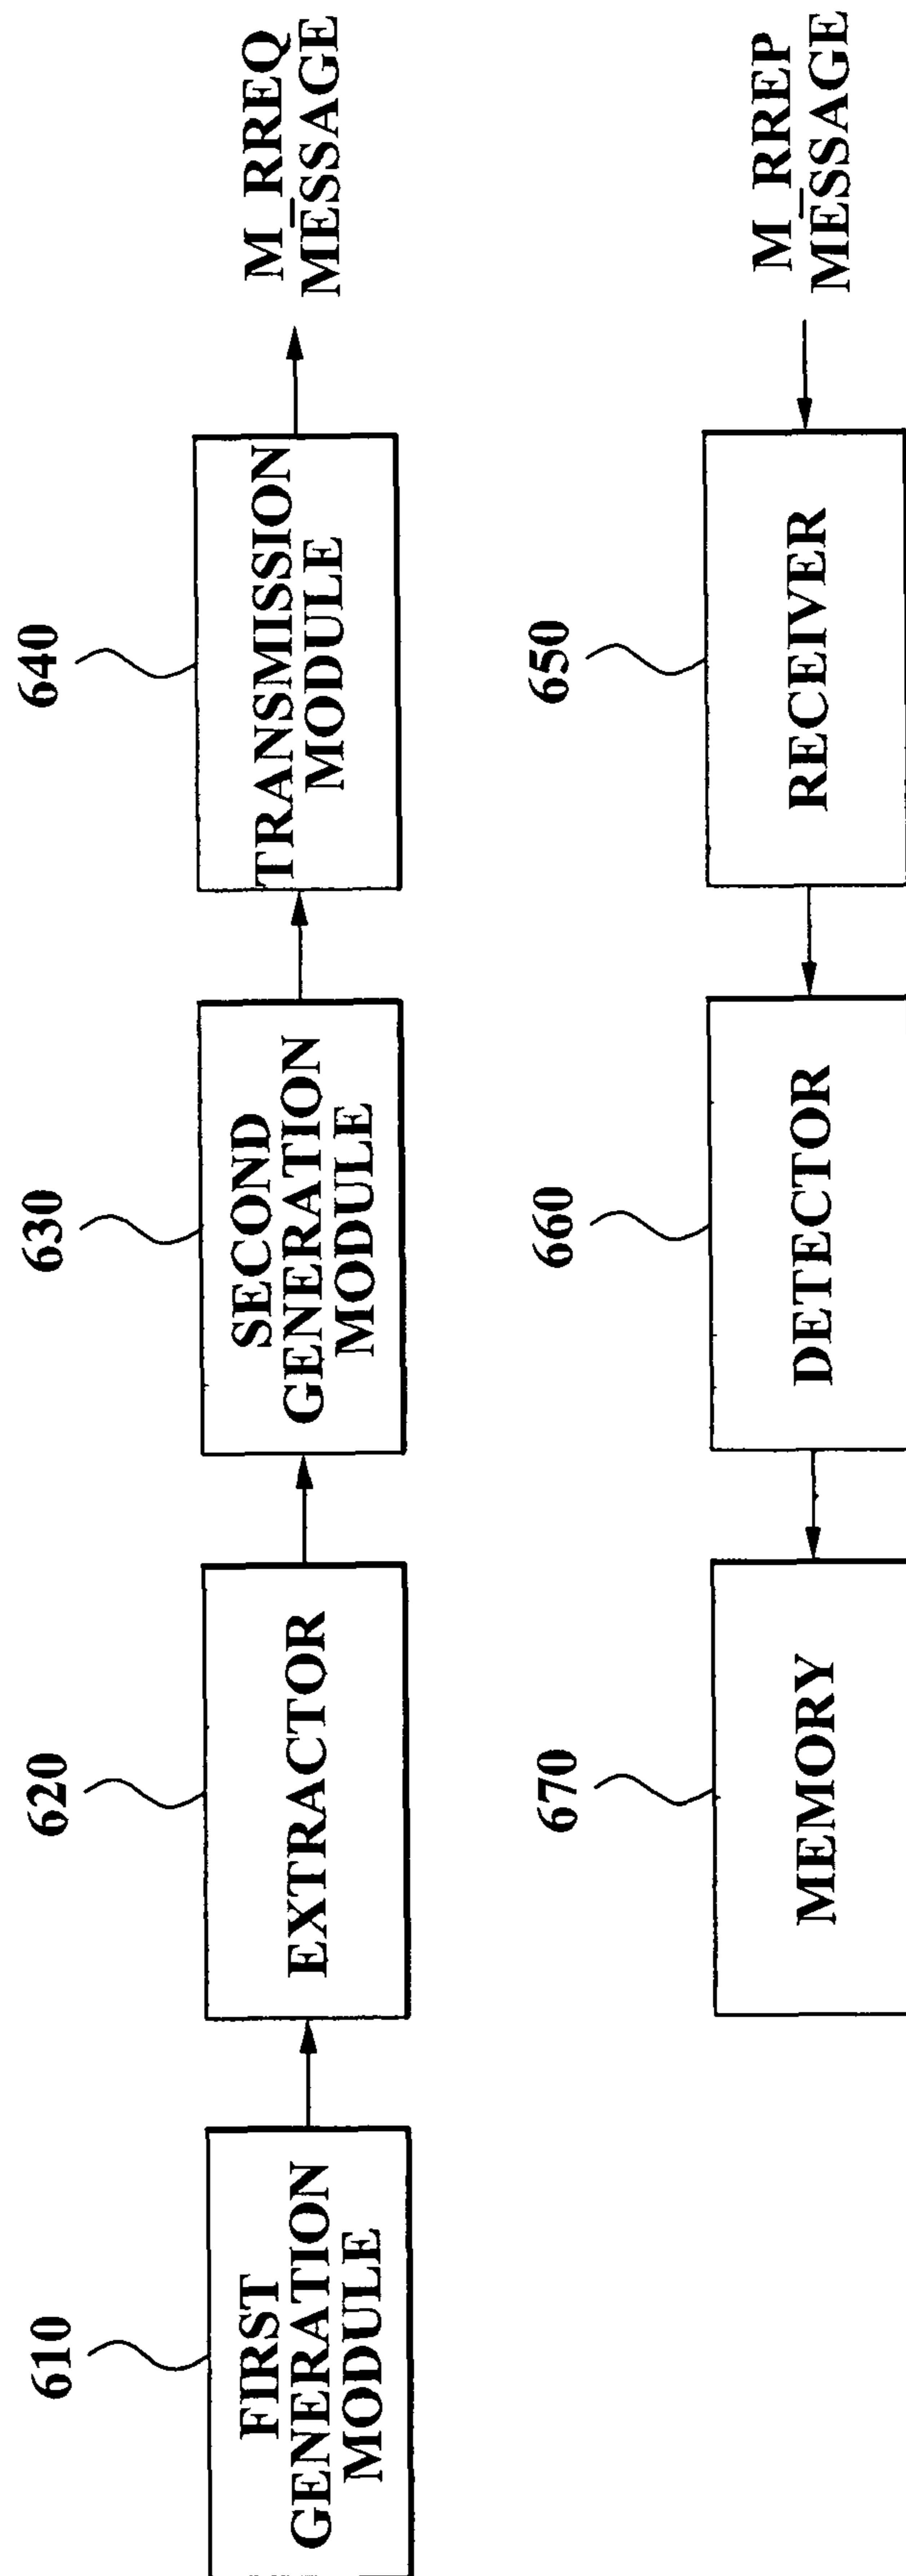 610
FIRST
GENERATION
MODULE
620
EXTRACTOR
630
SECOND
GENERATION
MODULE
640
TRANSMISSION
MODULE
M_RREQ
MESSAGE
670
MEMORY
660
DETECTOR
650
RECEIVER
M_RREP
MESSAGE